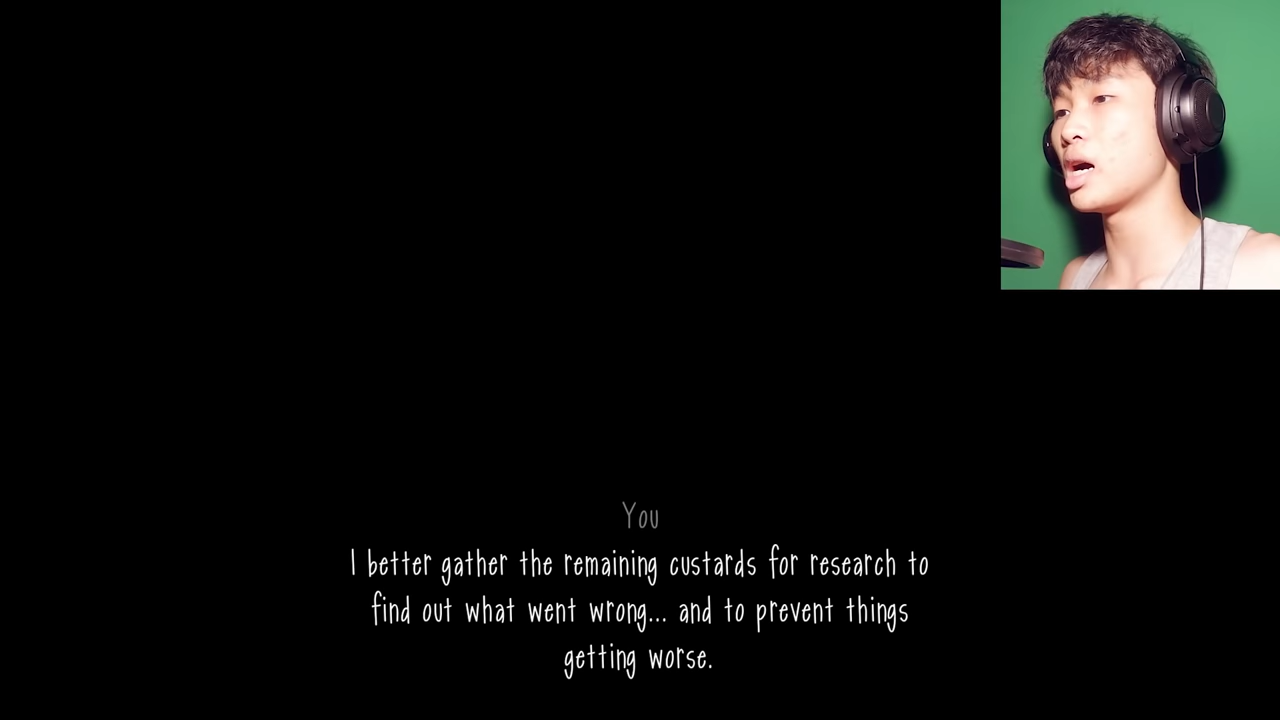 You
I better gather the remaining custards for research to
find out what went wrong... and to prevent things
getting worse.